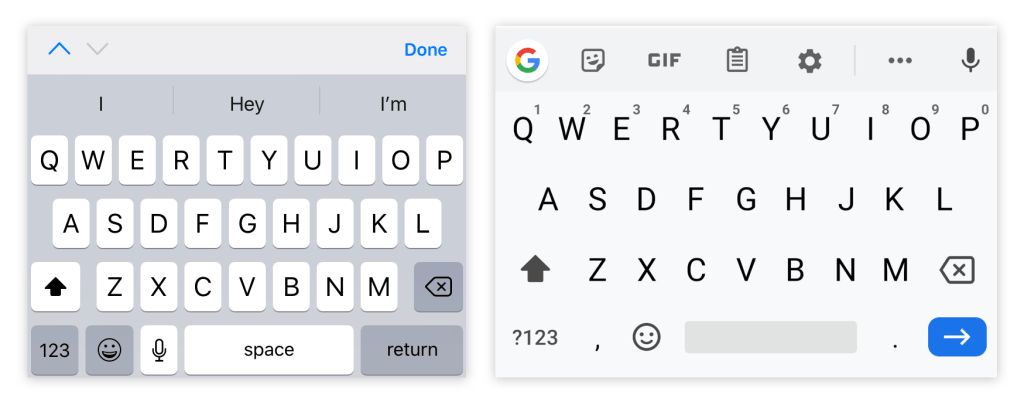 Done
I Hey I’m
Q W E R T Y U I O P
A S D F G H J K L
Z X C V B N M
123 space return
G GIF
1 2 3 4 5 6 7 8 9 0
Q W E R T Y U I O P
A S D F G H J K L
Z X C V B N M
?123 , .